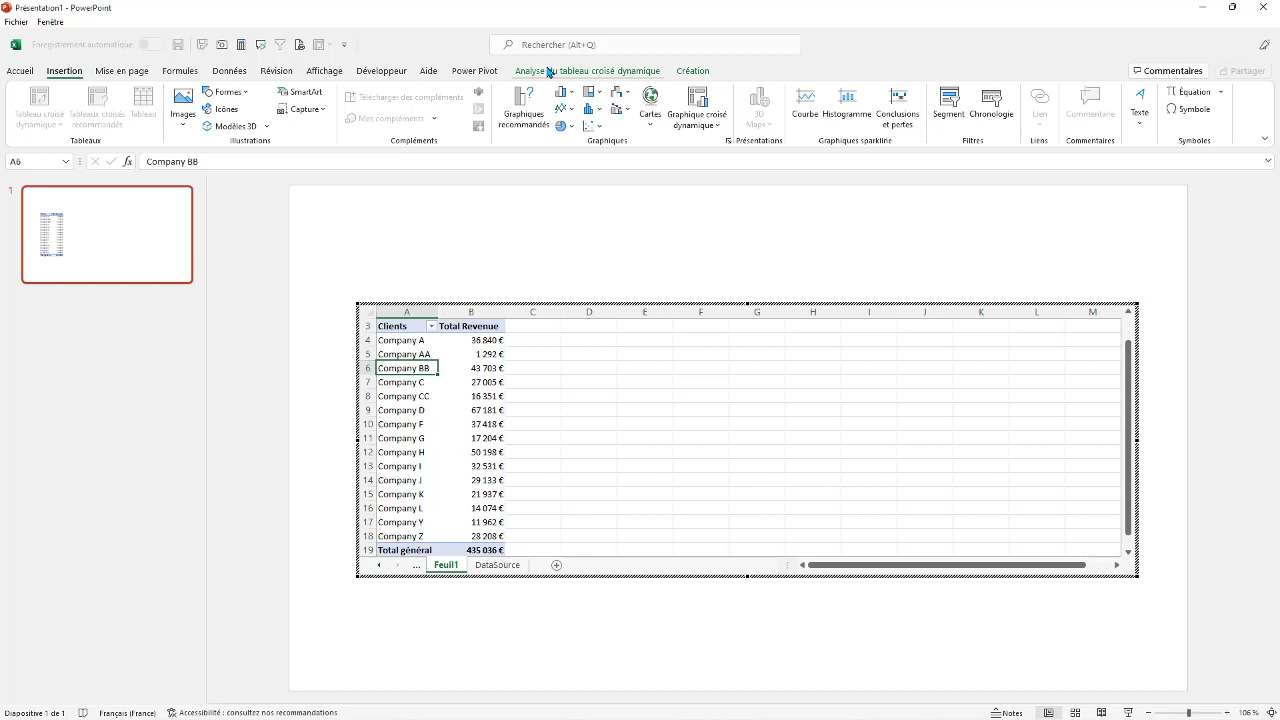 Présentation1 - PowerPoint
Fichier Fenêtre
Enregistrement automatique
Rechercher (Alt+Q)
Accueil Insertion Mise en page Formules Données Révision Affichage Développeur Aide Power Pivot Analyse du tableau croisé dynamique Création Commentaires Partager
Tableau croisé dynamique Tableaux croisés recommandés Tableau Images Formes Icônes Modèles 3D SmartArt Capture Télécharger des compléments Mes compléments Graphiques recommandés Cartes Graphique croisé dynamique 3D Maps Courbe Histogramme Conclusions et pertes Segment Chronologie Lien Commentaire Texte Équation Symbole
Tableaux Illustrations Compléments Graphiques Présentations Graphiques sparkline Filtres Liens Commentaires Symboles
A6 fx Company BB
1
A B C D E F G H I J K L M
3 Clients Total Revenue
4 Company A 36 840 €
5 Company AA 1 292 €
6 Company BB 43 703 €
7 Company C 27 005 €
8 Company CC 16 351 €
9 Company D 67 181 €
10 Company F 37 418 €
11 Company G 17 204 €
12 Company H 50 198 €
13 Company I 32 531 €
14 Company J 29 133 €
15 Company K 21 937 €
16 Company L 14 074 €
17 Company Y 11 962 €
18 Company Z 28 208 €
19 Total général 435 036 €
... Feuil1 DataSource
Diapositive 1 de 1 Français (France) Accessibilité : consultez nos recommandations Notes 106 %